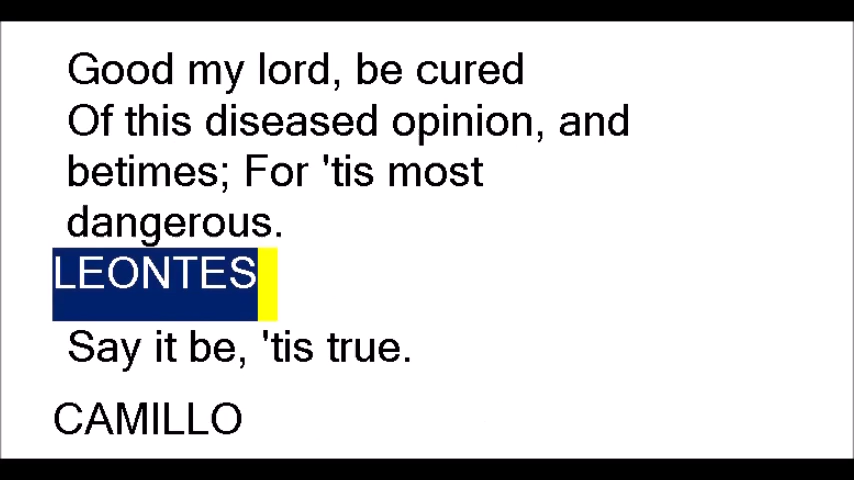 Good my lord, be cured
Of this diseased opinion, and
betimes; For 'tis most
dangerous.
LEONTES
Say it be, 'tis true.
CAMILLO